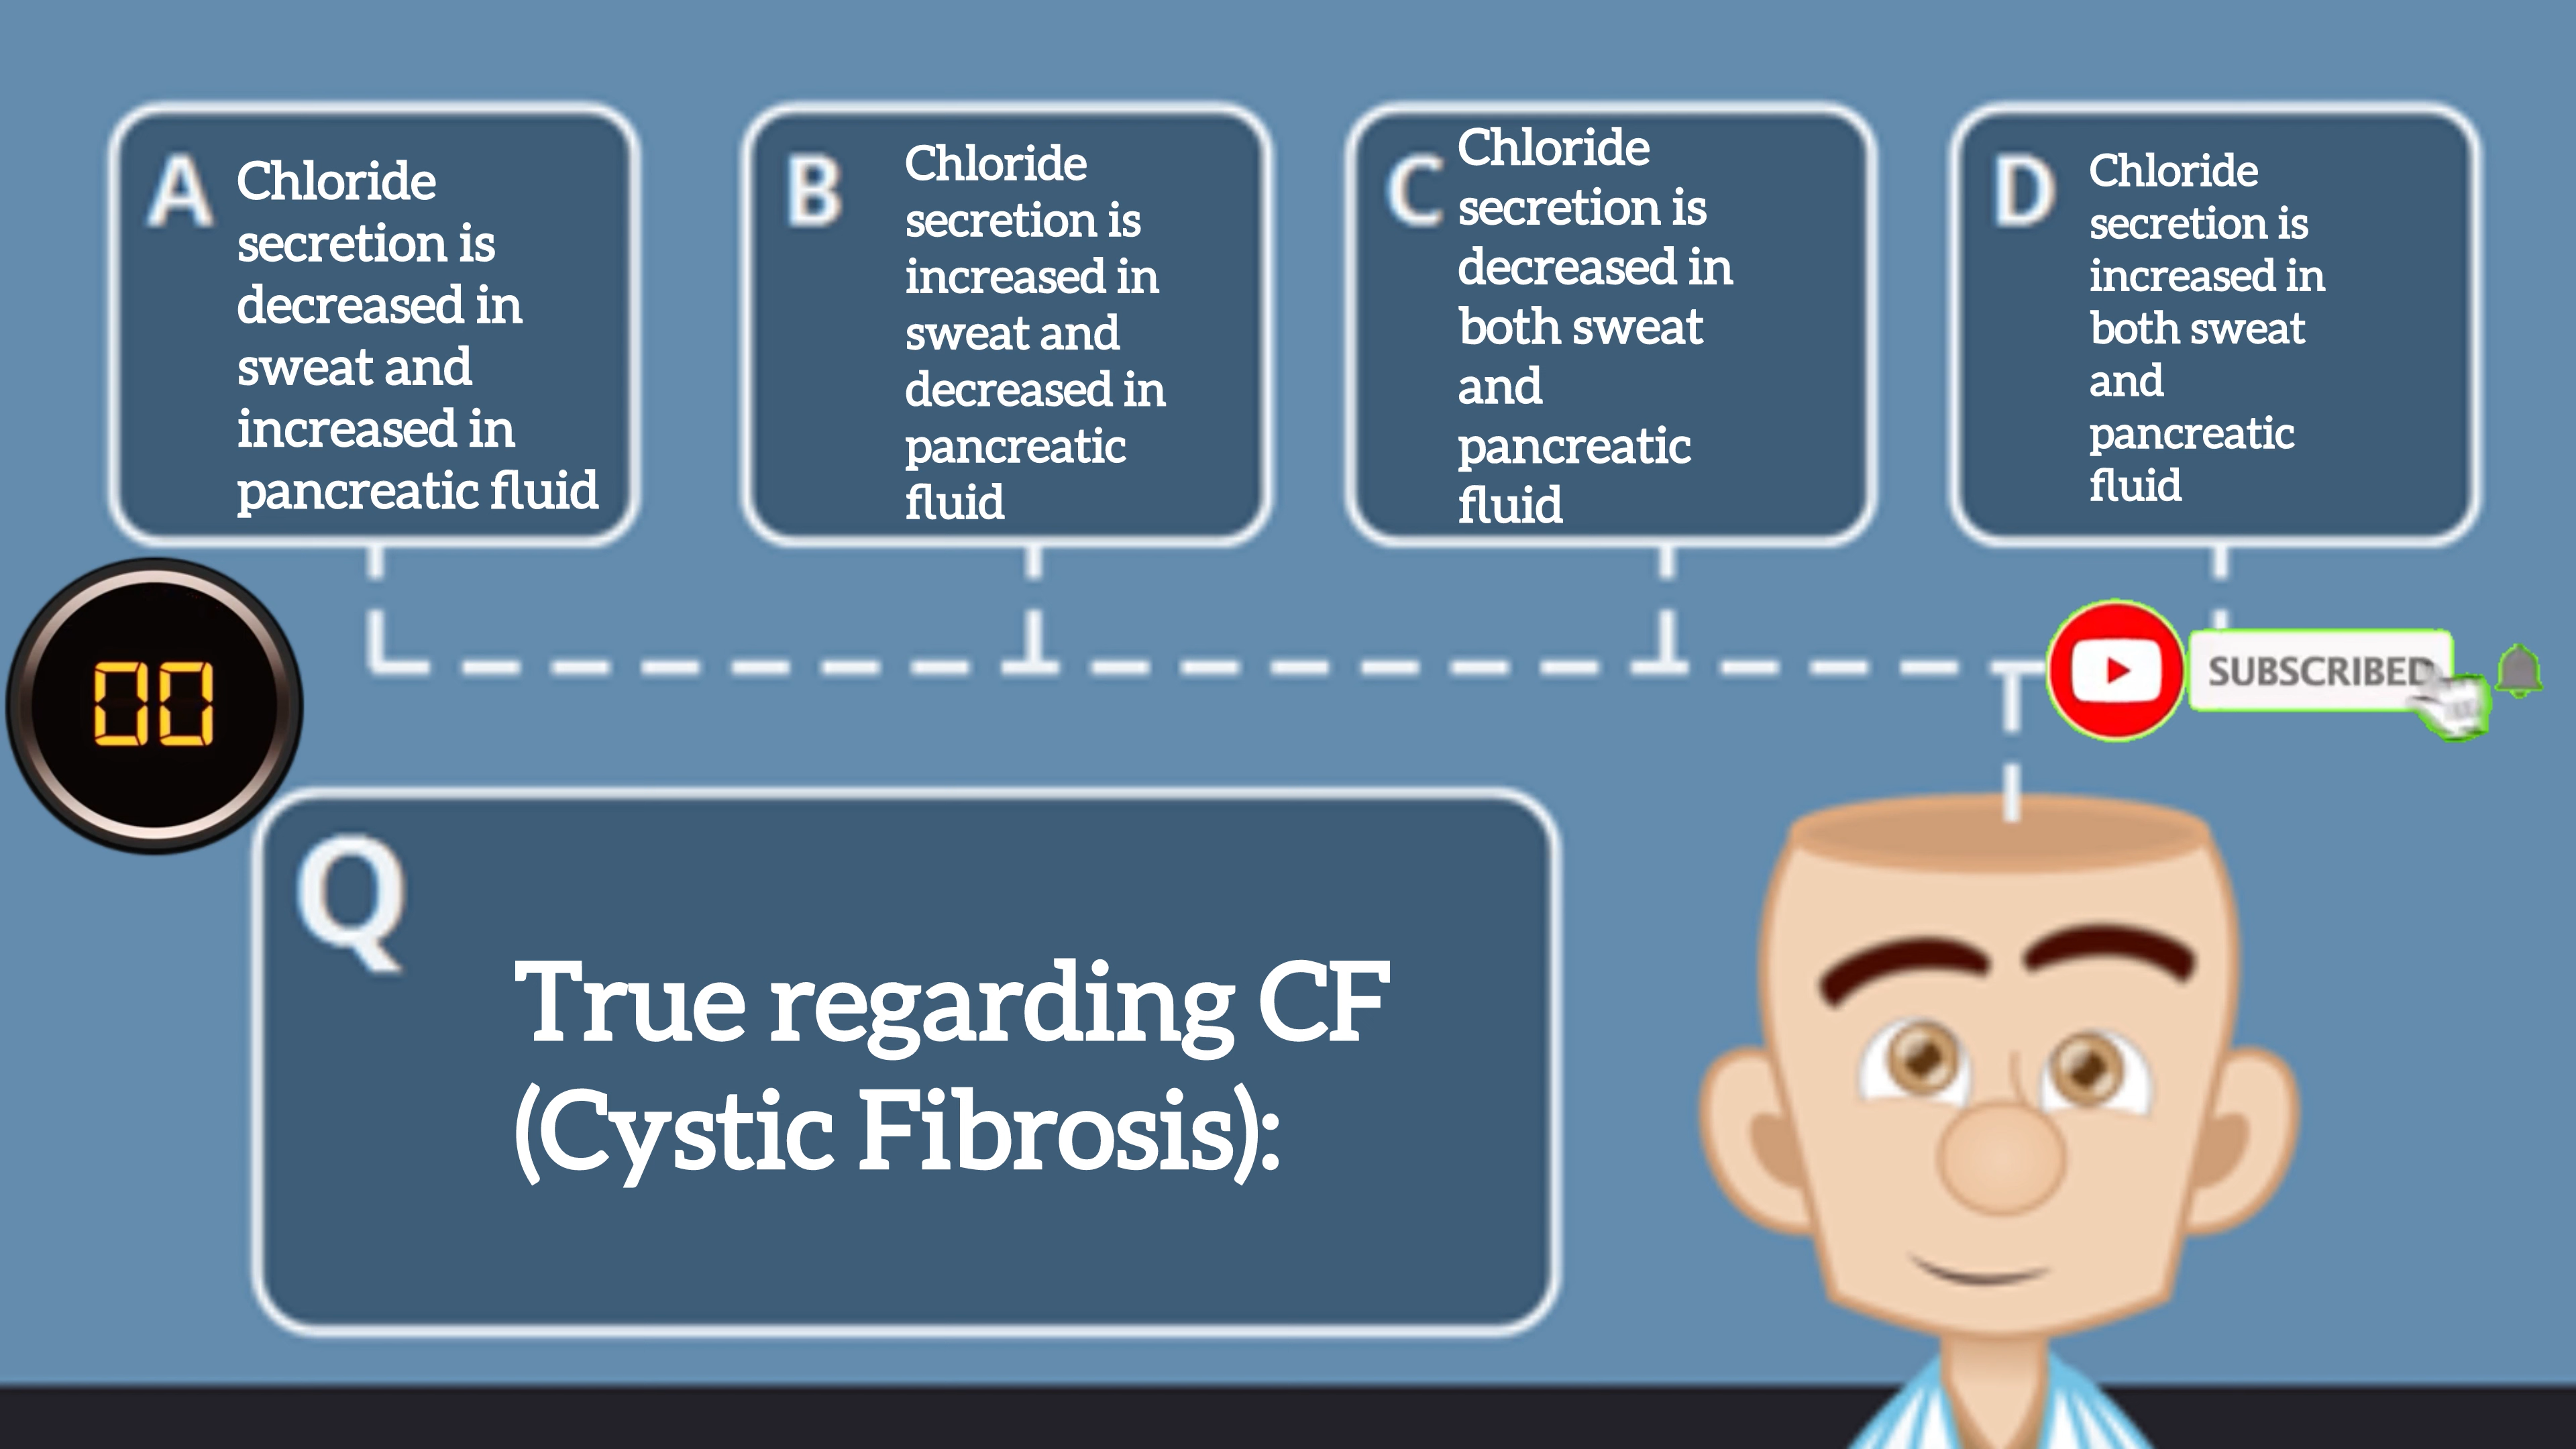 A
Chloride
secretion is
decreased in
sweat and
increased in
pancreatic fluid
B
Chloride
secretion is
increased in
sweat and
decreased in
pancreatic
fluid
C
Chloride
secretion is
decreased in
both sweat
and
pancreatic
fluid
D
Chloride
secretion is
increased in
both sweat
and
pancreatic
fluid
00
SUBSCRIBED
Q
True regarding CF
(Cystic Fibrosis):